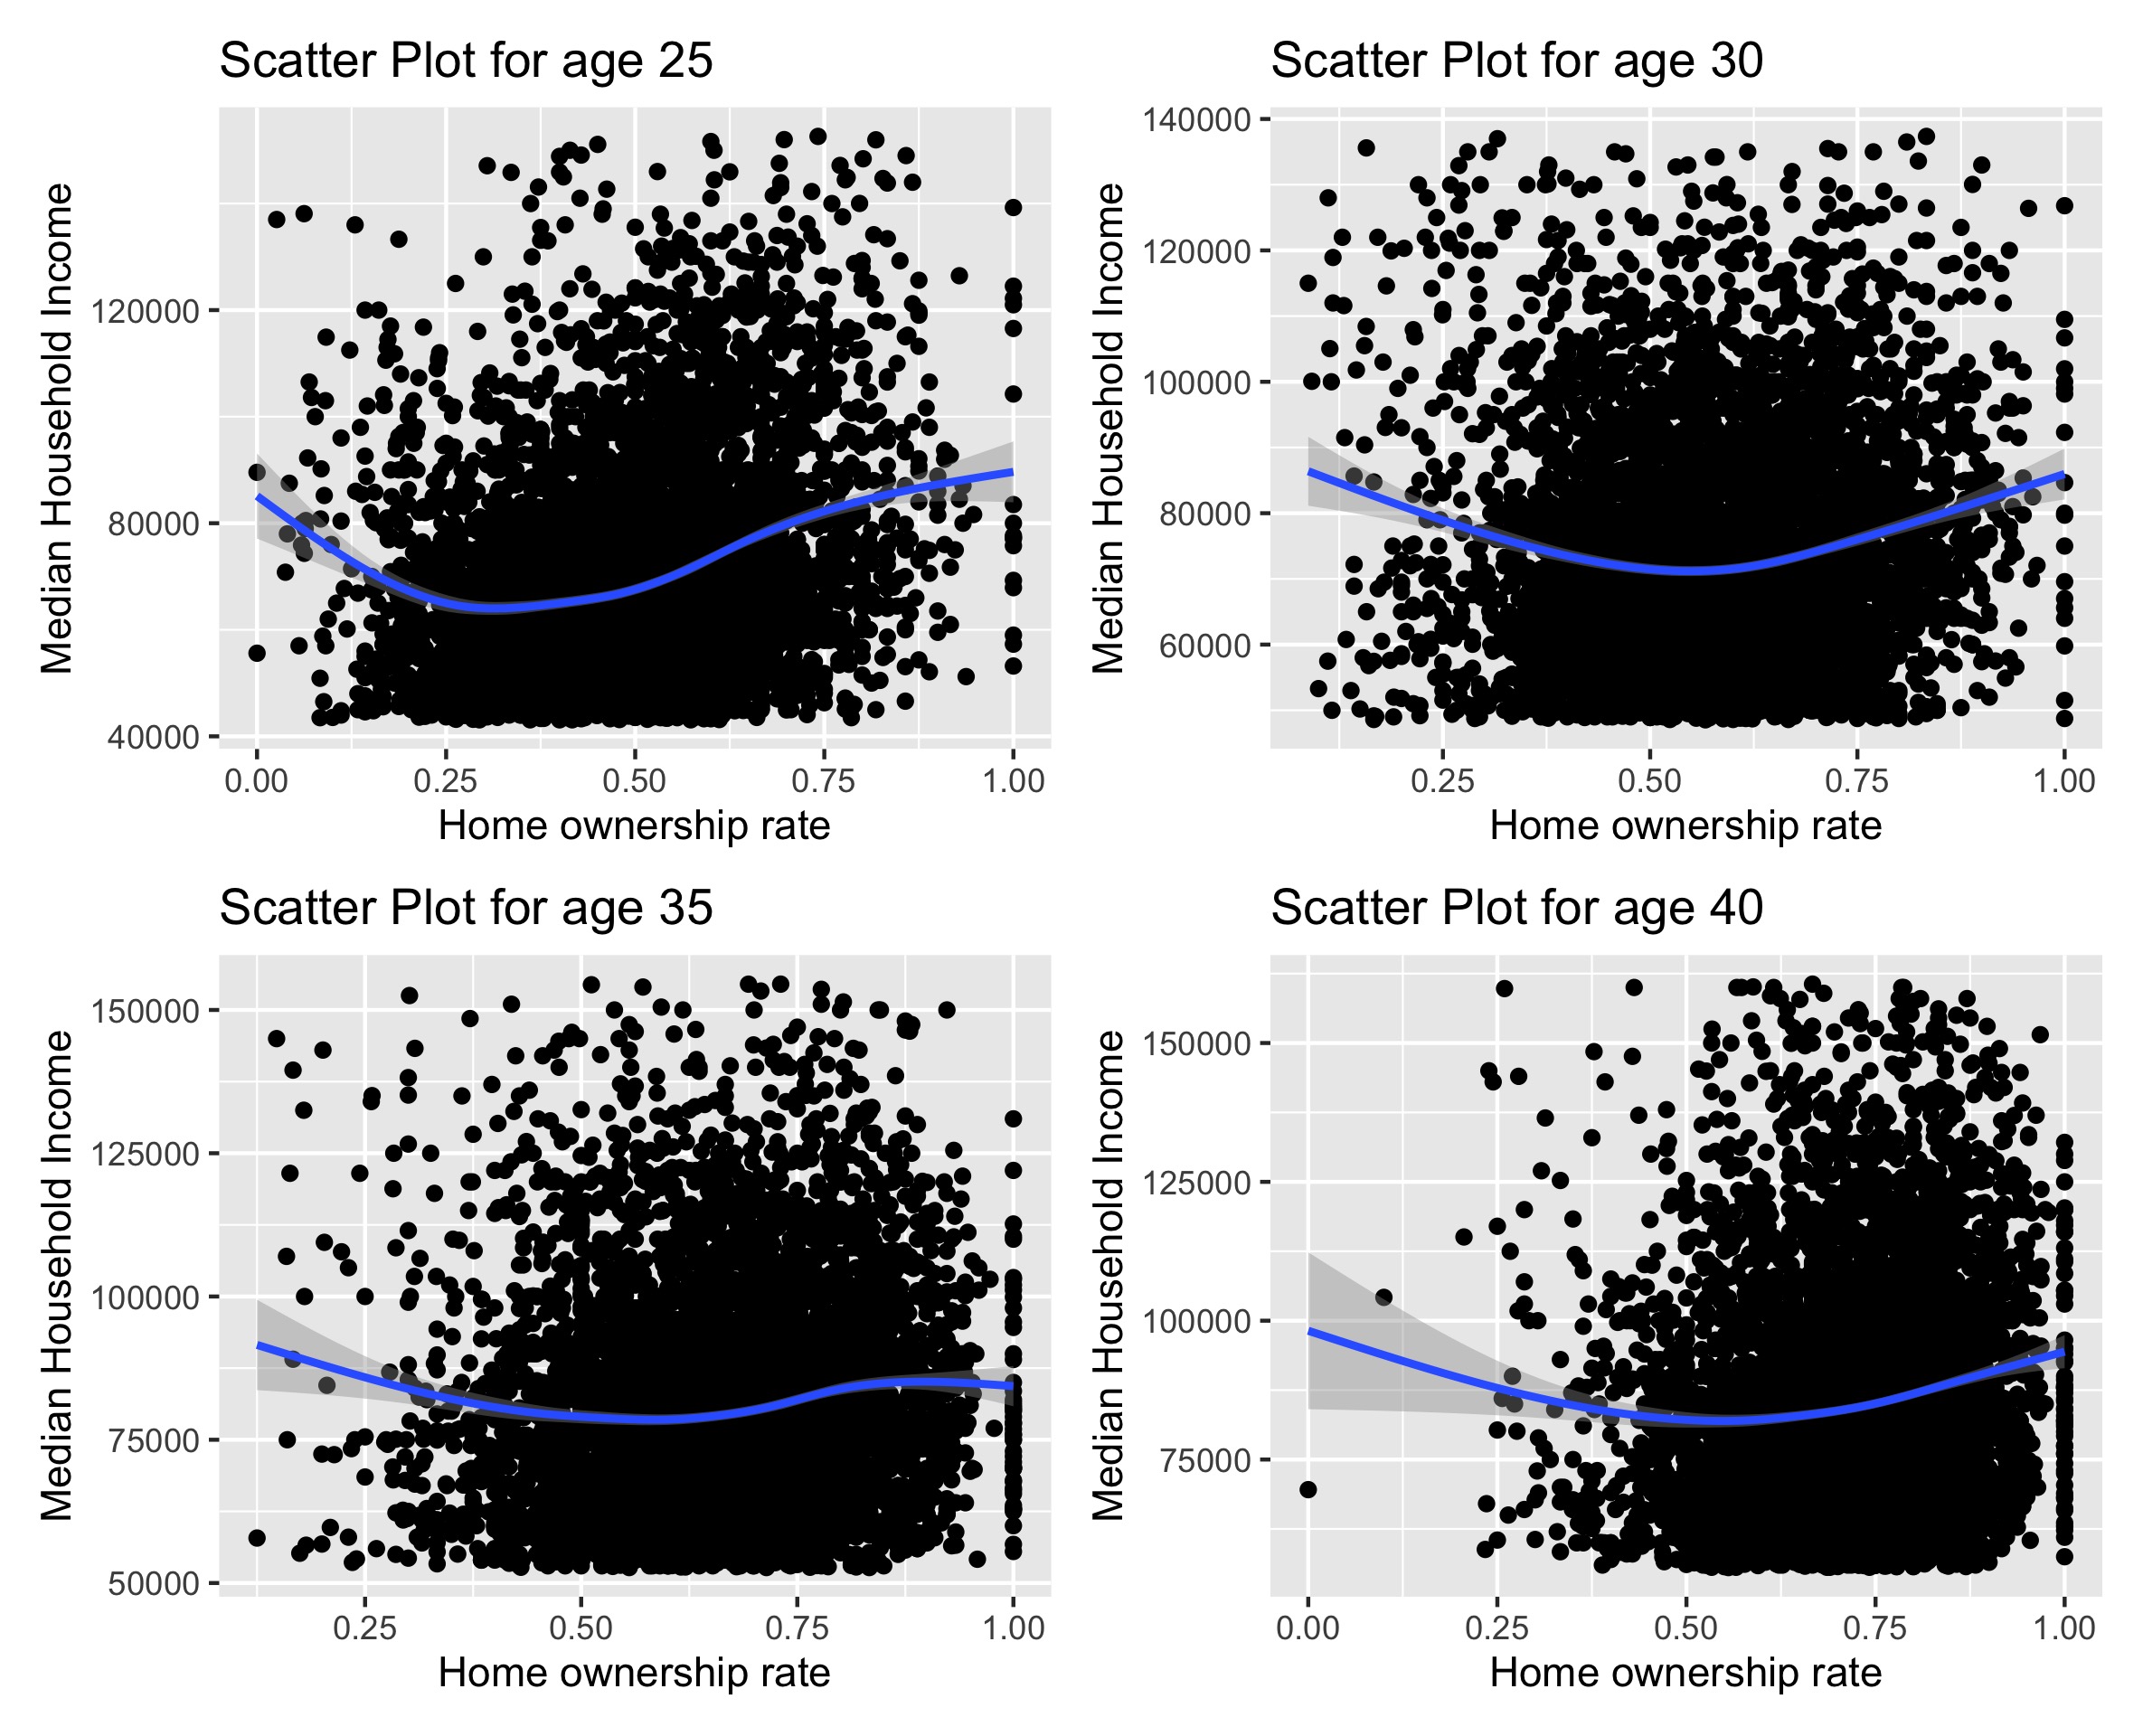 Scatter Plot for age 25
Median Household Income
120000
80000
40000
0.00 0.25 0.50 0.75 1.00
Home ownership rate
Scatter Plot for age 30
Median Household Income
140000
120000
100000
80000
60000
0.25 0.50 0.75 1.00
Home ownership rate
Scatter Plot for age 35
Median Household Income
150000
125000
100000
75000
50000
0.25 0.50 0.75 1.00
Home ownership rate
Scatter Plot for age 40
Median Household Income
150000
125000
100000
75000
0.00 0.25 0.50 0.75 1.00
Home ownership rate